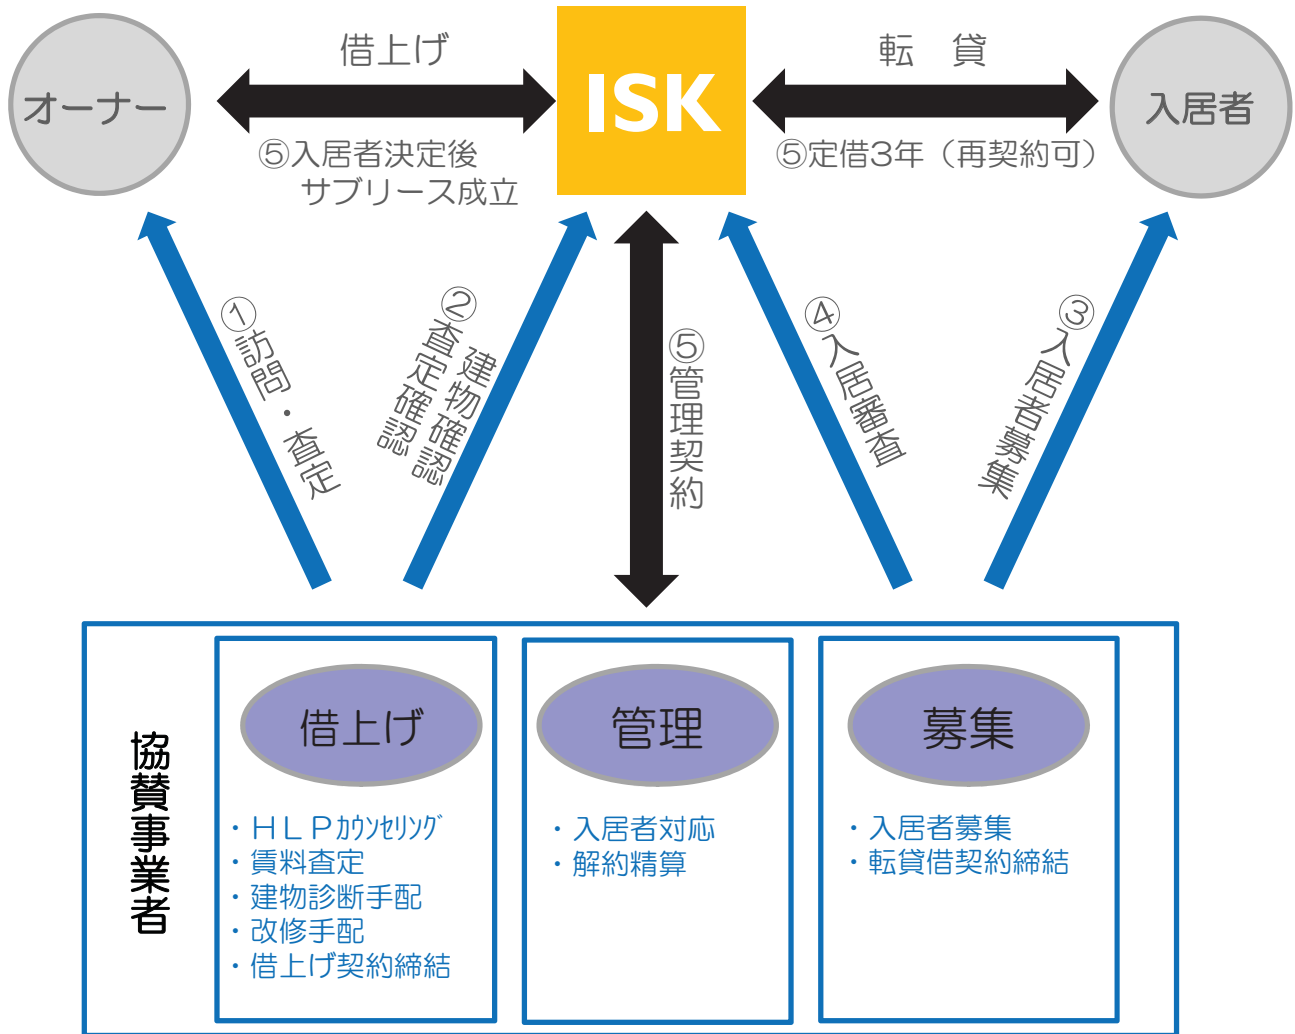 オーナー
借上げ
ISK
転　貸
入居者
⑤入居者決定後
サブリース成立
⑤定借3年（再契約可）
①訪問・査定
②査定確認
建物確認
⑤管理契約
④入居審査
③入居者募集
協賛事業者
借上げ
・ＨＬＰｶｳﾝｾﾘﾝｸﾞ
・賃料査定
・建物診断手配
・改修手配
・借上げ契約締結
管理
・入居者対応
・解約精算
募集
・入居者募集
・転貸借契約締結